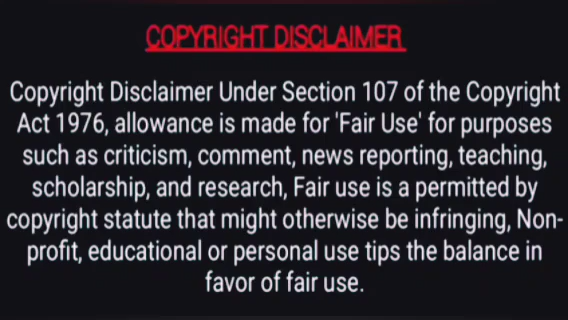 COPYRIGHT DISCLAIMER
Copyright Disclaimer Under Section 107 of the Copyright
Act 1976, allowance is made for 'Fair Use' for purposes
such as criticism, comment, news reporting, teaching,
scholarship, and research, Fair use is a permitted by
copyright statute that might otherwise be infringing, Non-
profit, educational or personal use tips the balance in
favor of fair use.